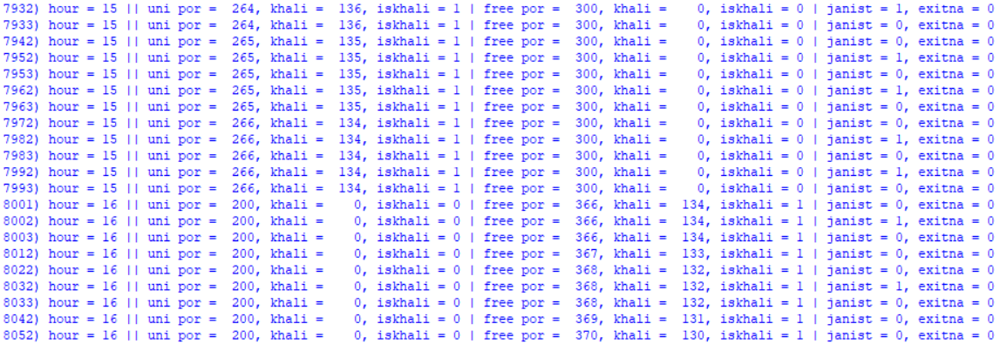 7932) hour = 15 || uni por =  264, khali =  136, iskhali = 1 | free por =  300, khali =    0, iskhali = 0 | janist = 1, exitna = 0
7933) hour = 15 || uni por =  264, khali =  136, iskhali = 1 | free por =  300, khali =    0, iskhali = 0 | janist = 0, exitna = 0
7942) hour = 15 || uni por =  265, khali =  135, iskhali = 1 | free por =  300, khali =    0, iskhali = 0 | janist = 0, exitna = 0
7952) hour = 15 || uni por =  265, khali =  135, iskhali = 1 | free por =  300, khali =    0, iskhali = 0 | janist = 1, exitna = 0
7953) hour = 15 || uni por =  265, khali =  135, iskhali = 1 | free por =  300, khali =    0, iskhali = 0 | janist = 0, exitna = 0
7962) hour = 15 || uni por =  265, khali =  135, iskhali = 1 | free por =  300, khali =    0, iskhali = 0 | janist = 1, exitna = 0
7963) hour = 15 || uni por =  265, khali =  135, iskhali = 1 | free por =  300, khali =    0, iskhali = 0 | janist = 0, exitna = 0
7972) hour = 15 || uni por =  266, khali =  134, iskhali = 1 | free por =  300, khali =    0, iskhali = 0 | janist = 0, exitna = 0
7982) hour = 15 || uni por =  266, khali =  134, iskhali = 1 | free por =  300, khali =    0, iskhali = 0 | janist = 1, exitna = 0
7983) hour = 15 || uni por =  266, khali =  134, iskhali = 1 | free por =  300, khali =    0, iskhali = 0 | janist = 0, exitna = 0
7992) hour = 15 || uni por =  266, khali =  134, iskhali = 1 | free por =  300, khali =    0, iskhali = 0 | janist = 1, exitna = 0
7993) hour = 15 || uni por =  266, khali =  134, iskhali = 1 | free por =  300, khali =    0, iskhali = 0 | janist = 0, exitna = 0
8001) hour = 16 || uni por =  200, khali =    0, iskhali = 0 | free por =  366, khali =  134, iskhali = 1 | janist = 0, exitna = 0
8002) hour = 16 || uni por =  200, khali =    0, iskhali = 0 | free por =  366, khali =  134, iskhali = 1 | janist = 1, exitna = 0
8003) hour = 16 || uni por =  200, khali =    0, iskhali = 0 | free por =  366, khali =  134, iskhali = 1 | janist = 0, exitna = 0
8012) hour = 16 || uni por =  200, khali =    0, iskhali = 0 | free por =  367, khali =  133, iskhali = 1 | janist = 0, exitna = 0
8022) hour = 16 || uni por =  200, khali =    0, iskhali = 0 | free por =  368, khali =  132, iskhali = 1 | janist = 0, exitna = 0
8032) hour = 16 || uni por =  200, khali =    0, iskhali = 0 | free por =  368, khali =  132, iskhali = 1 | janist = 1, exitna = 0
8033) hour = 16 || uni por =  200, khali =    0, iskhali = 0 | free por =  368, khali =  132, iskhali = 1 | janist = 0, exitna = 0
8042) hour = 16 || uni por =  200, khali =    0, iskhali = 0 | free por =  369, khali =  131, iskhali = 1 | janist = 0, exitna = 0
8052) hour = 16 || uni por =  200, khali =    0, iskhali = 0 | free por =  370, khali =  130, iskhali = 1 | janist = 0, exitna = 0